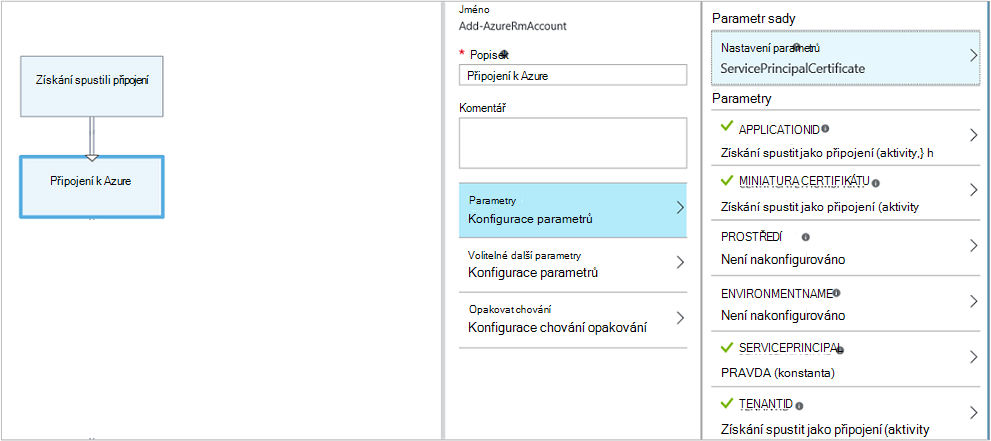 Získání spustili připojení
Připojení k Azure
Jméno
Add-AzureRmAccount
* Popisek
Připojení k Azure
Komentář
Parametry
Konfigurace parametrů
Volitelné další parametry
Konfigurace parametrů
Opakovat chování
Konfigurace chování opakování
Parametr sady
Nastavení parametrů
ServicePrincipalCertificate
Parametry
APPLICATIONID
Získání spustit jako připojení (aktivity,} h
MINIATURA CERTIFIKÁTU
Získání spustit jako připojení (aktivity
PROSTŘEDÍ
Není nakonfigurováno
ENVIRONMENTNAME
Není nakonfigurováno
SERVICEPRINCIPAL
PRAVDA (konstanta)
TENANTID
Získání spustit jako připojení (aktivity